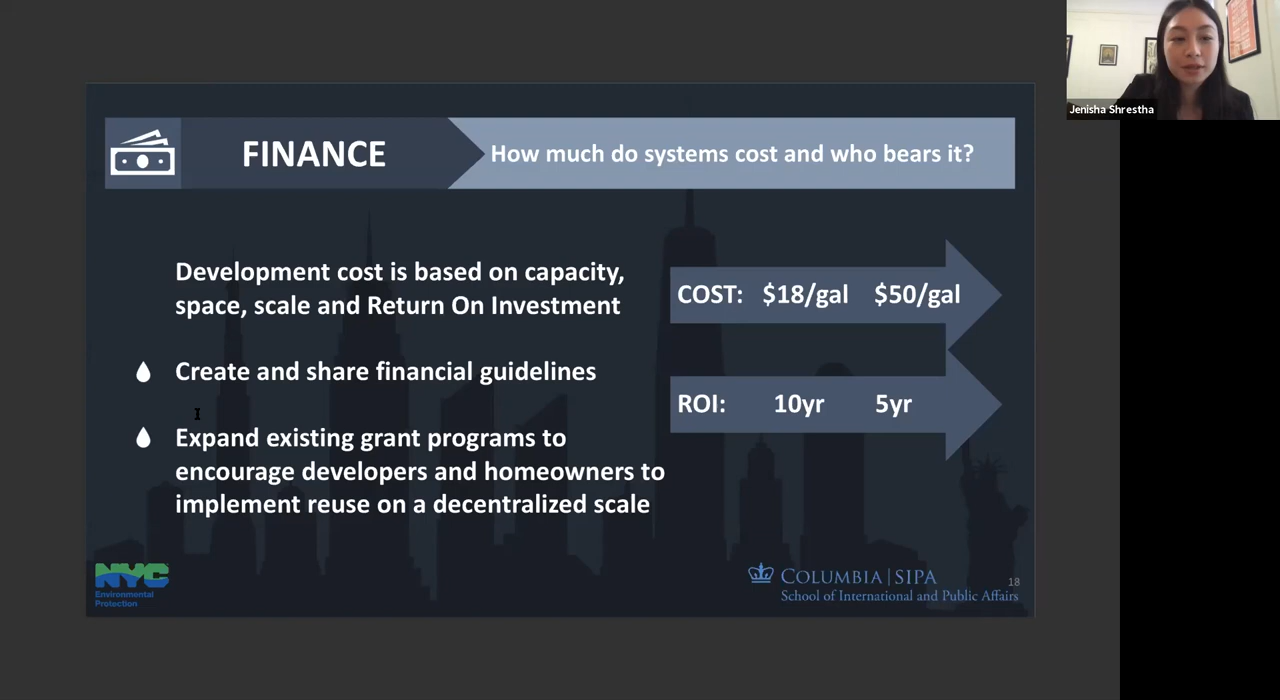 Jenisha Shrestha
FINANCE
How much do systems cost and who bears it?
Development cost is based on capacity,
space, scale and Return On Investment
Create and share financial guidelines
Expand existing grant programs to
encourage developers and homeowners to
implement reuse on a decentralized scale
COST: $18/gal $50/gal
ROI: 10yr 5yr
NYC
Environmental
Protection
COLUMBIA | SIPA
School of International and Public Affairs
18